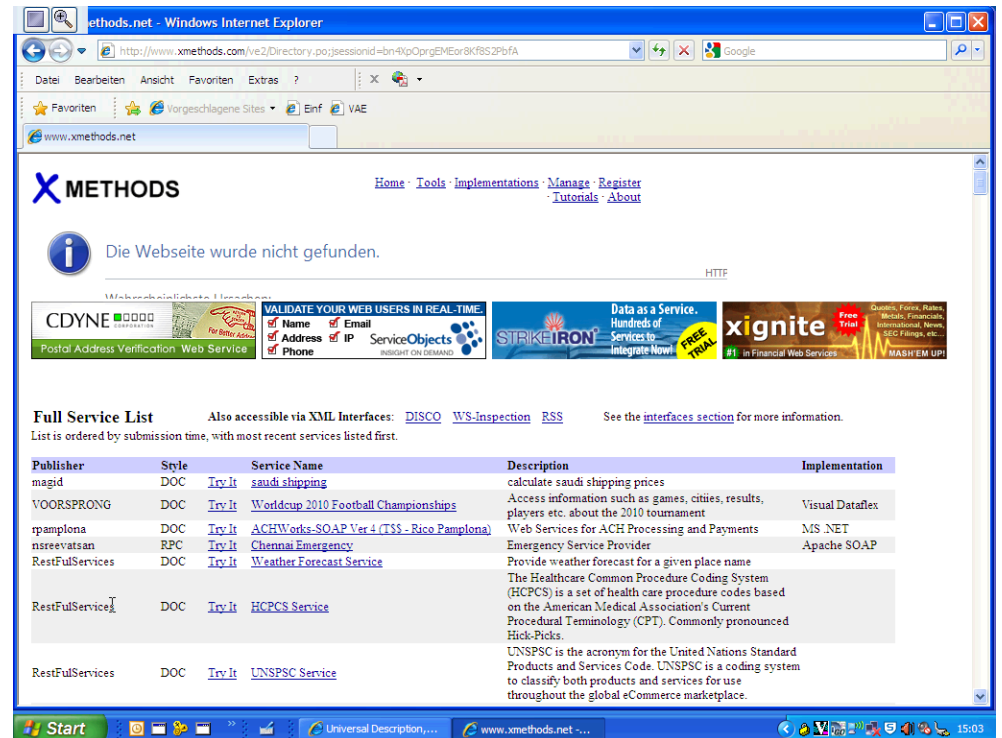 ethods.net - Windows Internet Explorer
http://www.xmethods.com/ve2/Directory.po;jsessionid=bn4XpOprgEMEor8Kf8S2PbfA
Google
Datei Bearbeiten Ansicht Favoriten Extras ?
Favoriten Vorgeschlagene Sites Einf VAE
www.xmethods.net
X METHODS
Home · Tools · Implementations · Manage · Register
· Tutorials · About
Die Webseite wurde nicht gefunden.
HTTP
CDYNE CORPORATION
For Better
Postal Address Verification Web Service
VALIDATE YOUR WEB USERS IN REAL-TIME.
Name Email
Address IP
Phone
ServiceObjects
INSIGHT ON DEMAND
STRIKEIRON
Data as a Service.
Hundreds of
Services to
Integrate Now!
FREE TRIAL
xignite
#1 in Financial Web Services
Free
Trial
Quotes, Forex, Rates,
Metals, Financials,
International, News,
SEC Filings, etc...
MASH'EM UP!
Full Service List Also accessible via XML Interfaces: DISCO WS-Inspection RSS See the interfaces section for more information.
List is ordered by submission time, with most recent services listed first.
Publisher Style Service Name Description Implementation
magid DOC Try It saudi shipping calculate saudi shipping prices
VOORSPRONG DOC Try It Worldcup 2010 Football Championships Access information such as games, citiies, results, Visual Dataflex
players etc. about the 2010 tournament
rpamplona DOC Try It ACHWorks-SOAP Ver 4 (T$$ - Rico Pamplona) Web Services for ACH Processing and Payments MS .NET
nsreevatsan RPC Try It Chennai Emergency Emergency Service Provider Apache SOAP
RestFulServices DOC Try It Weather Forecast Service Provide weather forecast for a given place name
RestFulServices DOC Try It HCPCS Service The Healthcare Common Procedure Coding System
(HCPCS) is a set of health care procedure codes based
on the American Medical Association's Current
Procedural Terminology (CPT). Commonly pronounced
Hick-Picks.
RestFulServices DOC Try It UNSPSC Service UNSPSC is the acronym for the United Nations Standard
Products and Services Code. UNSPSC is a coding system
to classify both products and services for use
throughout the global eCommerce marketplace.
Start Universal Description,... www.xmethods.net -... 15:03